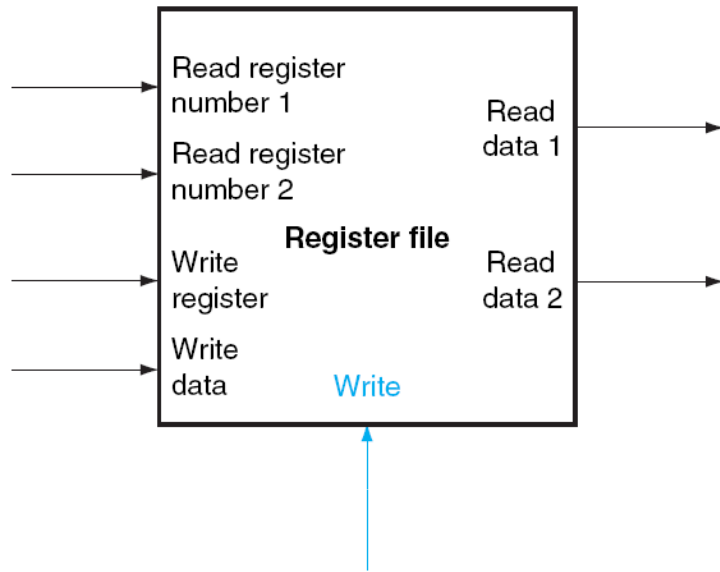 Read register
number 1
Read
data 1
Read register
number 2
Register file
Write
register
Read
data 2
Write
data
Write